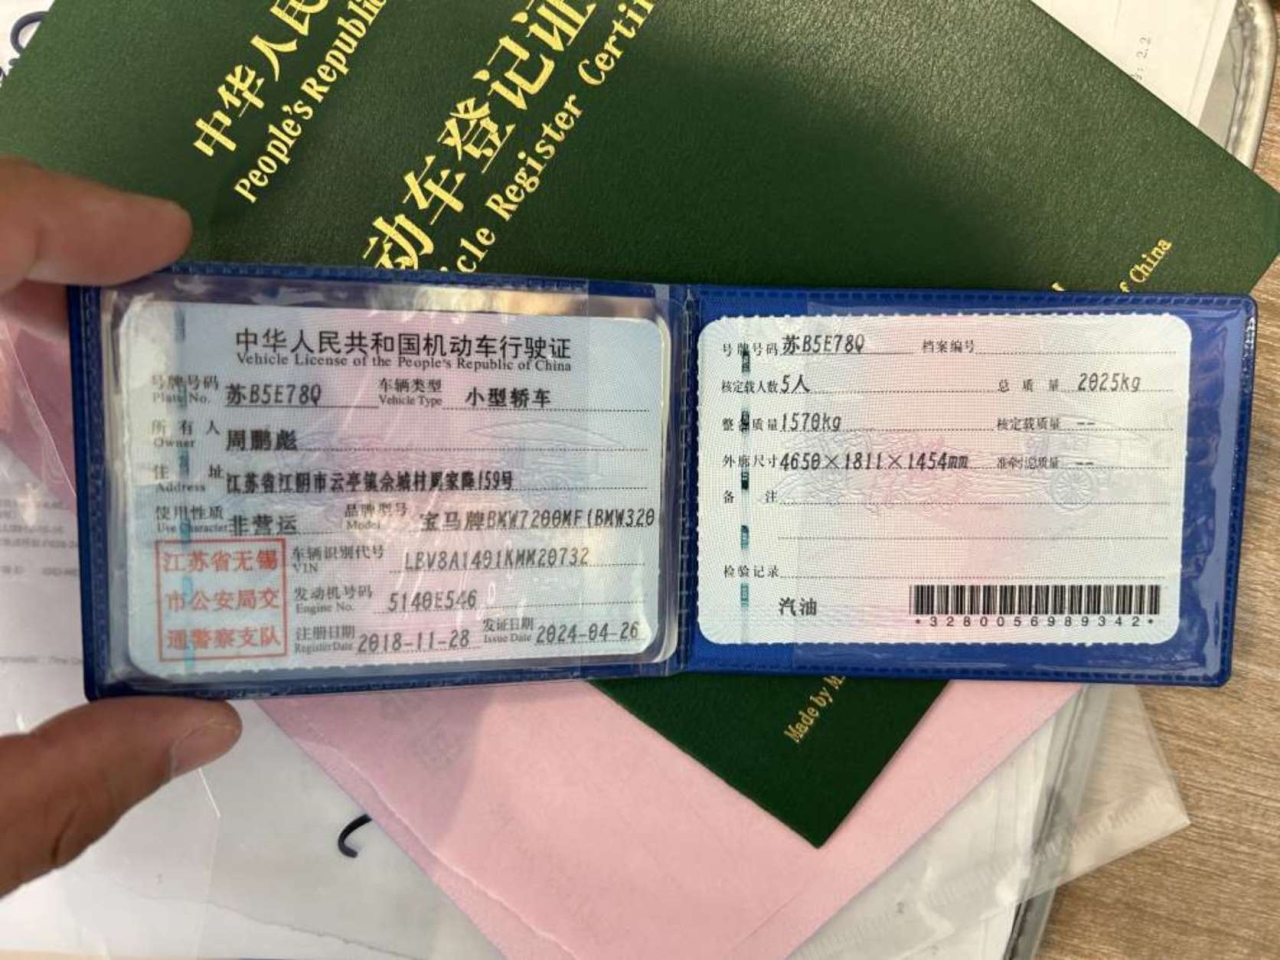 中华人民
People's Republic
动车登记证
cle Register Certi
of China
中华人民共和国机动车行驶证
Vehicle License of the People's Republic of China
号牌号码 苏B5E78Q 车辆类型 小型轿车
Plate No. Vehicle Type
所有人 周鹏彪
Owner
住址 江苏省江阴市云亭镇佘城村周家降159号
Address
使用性质 非营运 品牌型号 宝马牌BMW7200MF(BMW320
Use Character Model
江苏省无锡
市公安局交
通警察支队
车辆识别代号 LBV8A1401KMM20732
VIN
发动机号码 5140E546
Engine No.
注册日期 2018-11-28 发证日期 2024-04-26
Register Date Issue Date
号牌号码 苏B5E78Q 档案编号
核定载人数 5人 总质量 2025kg
整备质量 1570kg 核定载质量 --
外廓尺寸 4650×1811×1454mm 准牵引总质量 --
备注
检验记录
汽油
*3280056989342*
Made by M